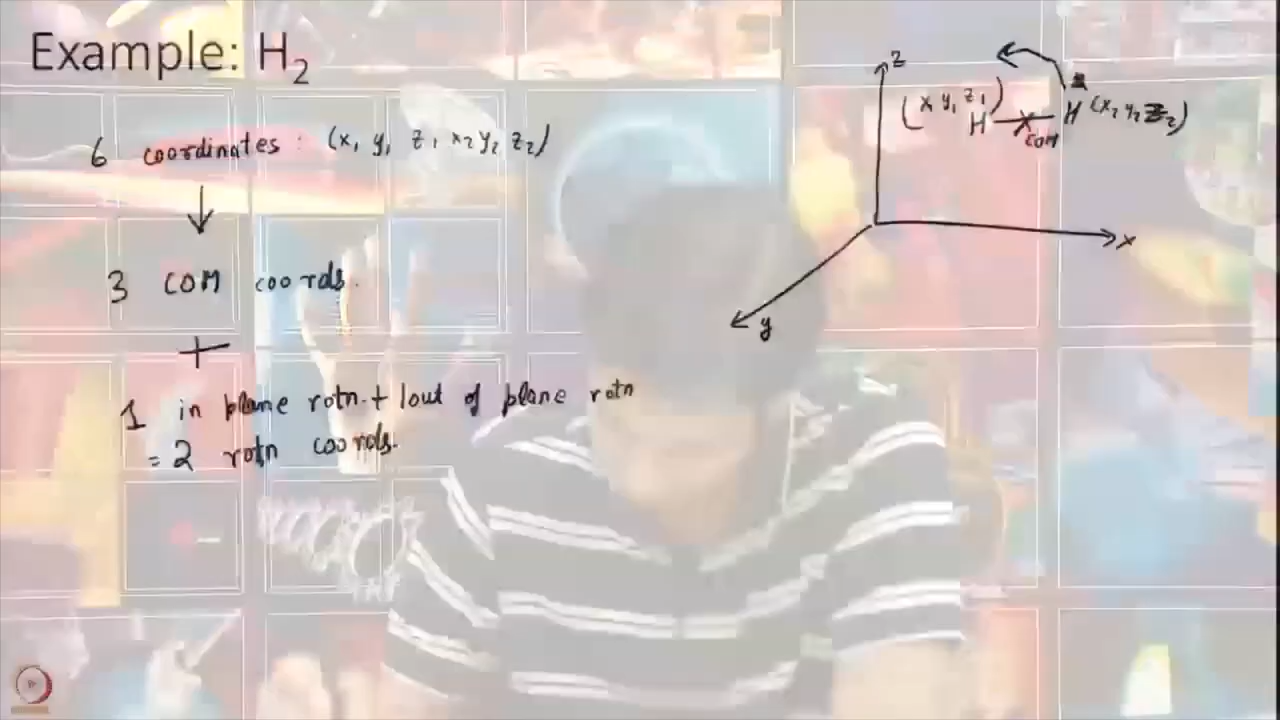 Example: H₂
6 coordinates: (x₁ y₁ z₁ x₂ y₂ z₂)
↓
3 COM coords.
+
1 in plane rotn. + 1 out of plane rotn
= 2 rotn coords.
z
(x y₁ z₁)
H
COM
H (x₂ y₂ z₂)
x
y